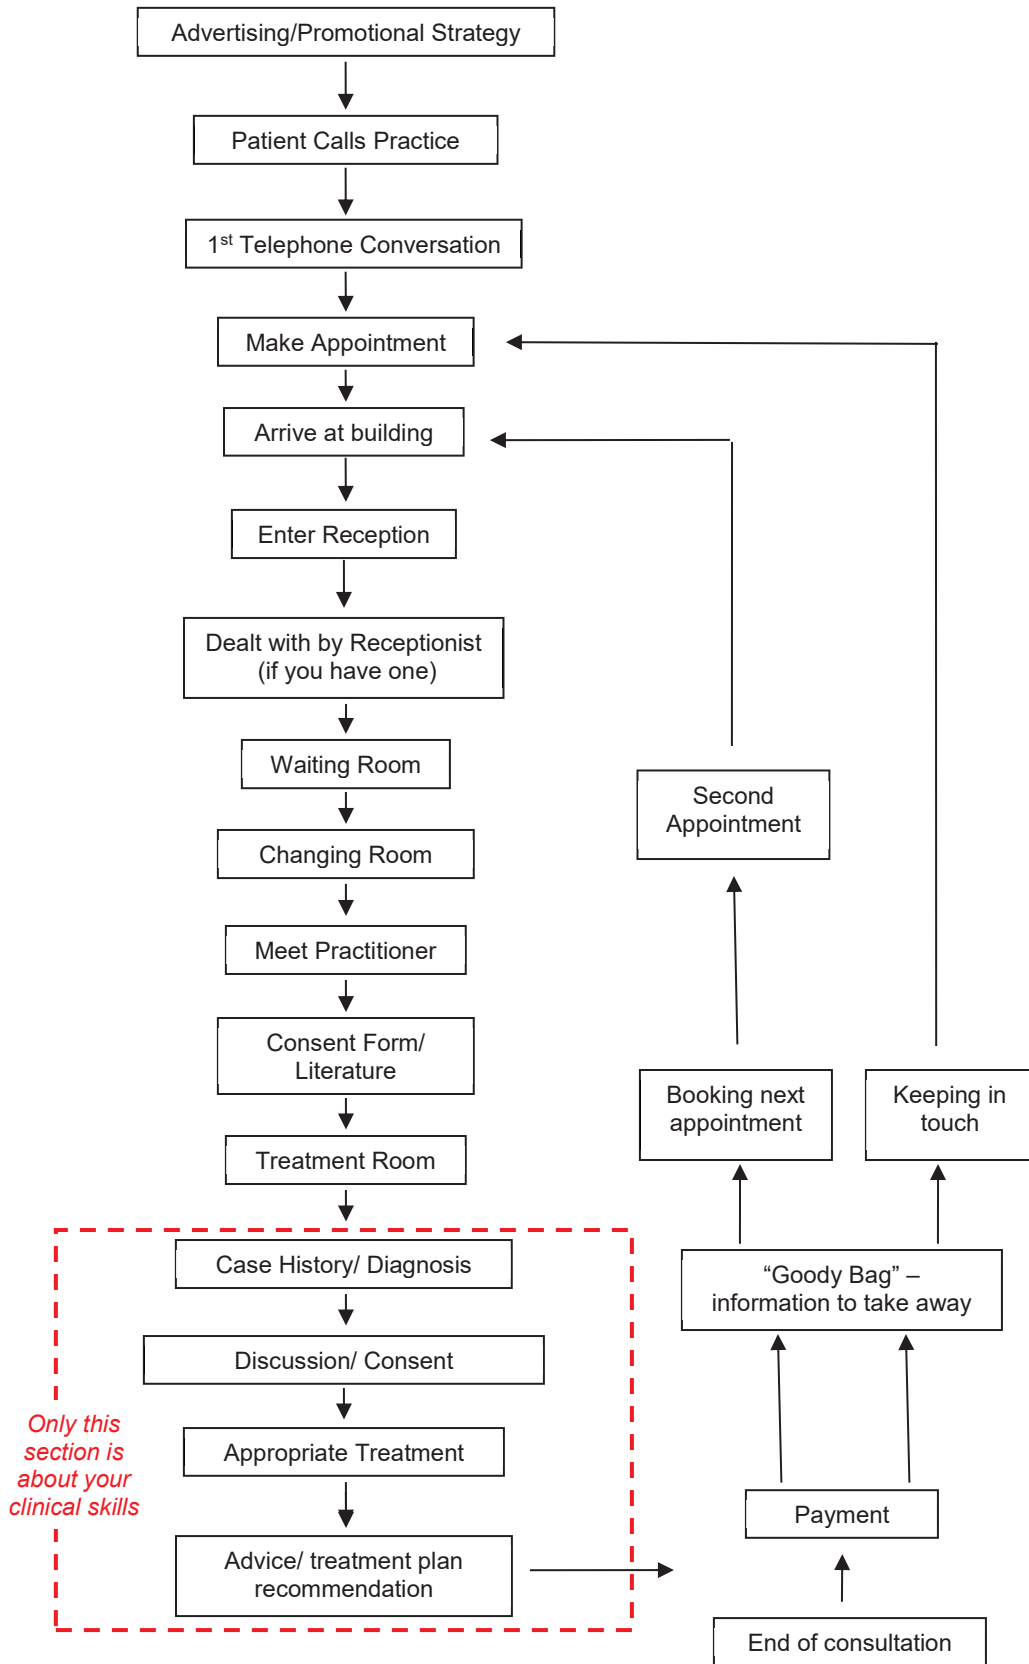 Advertising/Promotional Strategy
Patient Calls Practice
1st Telephone Conversation
Make Appointment
Arrive at building
Enter Reception
Dealt with by Receptionist
(if you have one)
Waiting Room
Changing Room
Meet Practitioner
Consent Form/
Literature
Treatment Room
Case History/ Diagnosis
Discussion/ Consent
Appropriate Treatment
Advice/ treatment plan
recommendation
Only this
section is
about your
clinical skills
Second
Appointment
Booking next
appointment
Keeping in
touch
“Goody Bag” –
information to take away
Payment
End of consultation